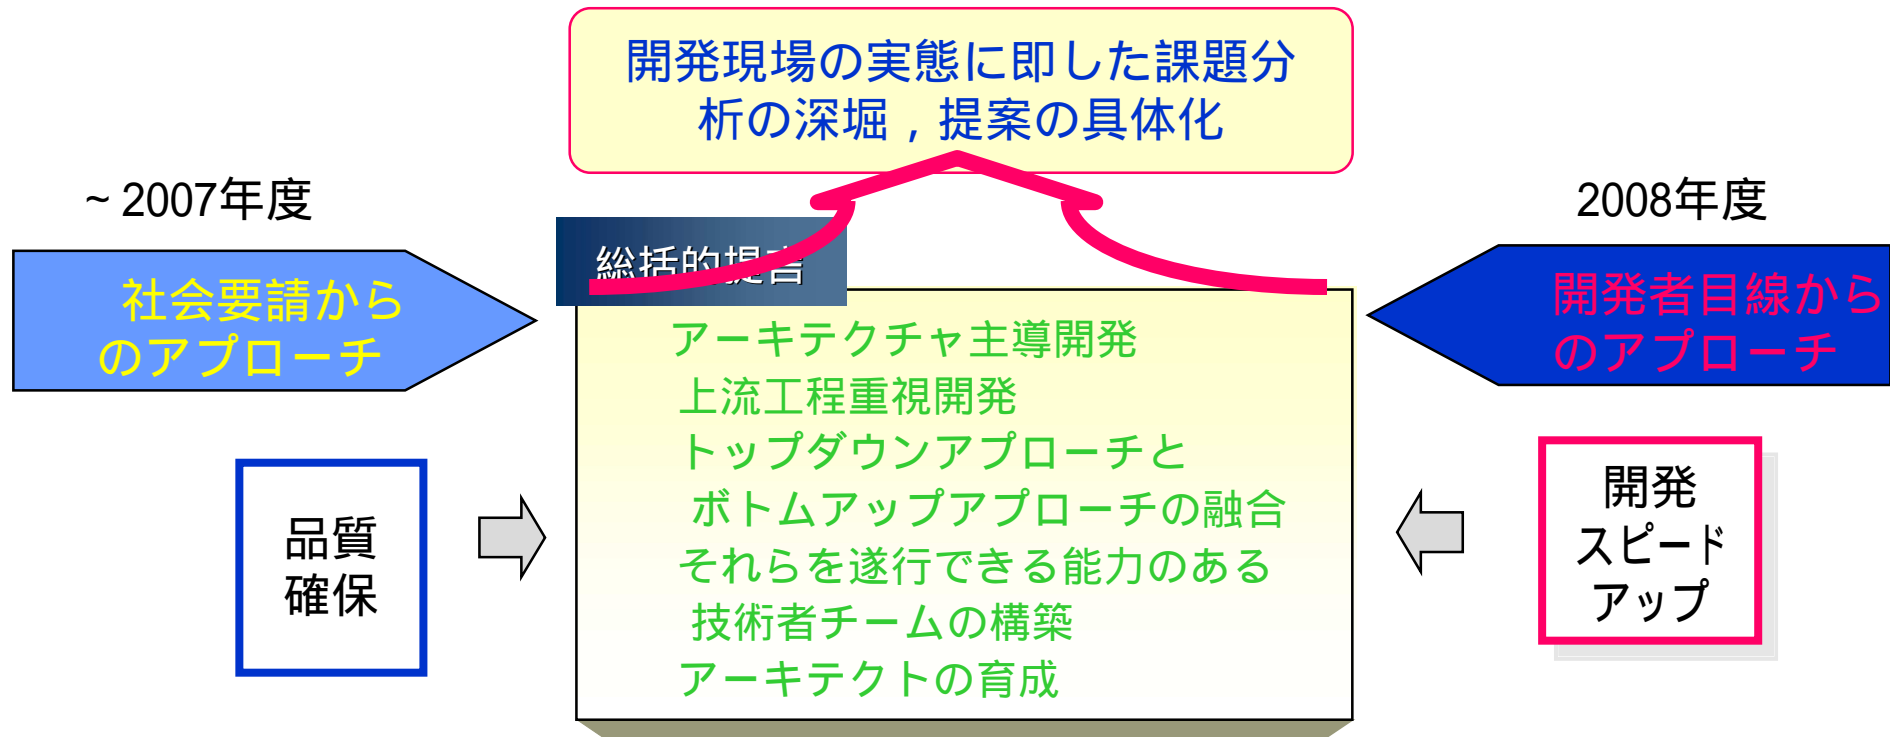 開発現場の実態に即した課題分
析の深堀，提案の具体化
~ 2007年度
2008年度
総括的提言
社会要請から
のアプローチ
開発者目線から
のアプローチ
アーキテクチャ主導開発
上流工程重視開発
トップダウンアプローチと
ボトムアップアプローチの融合
それらを遂行できる能力のある
技術者チームの構築
アーキテクトの育成
品質
確保
開発
スピード
アップ